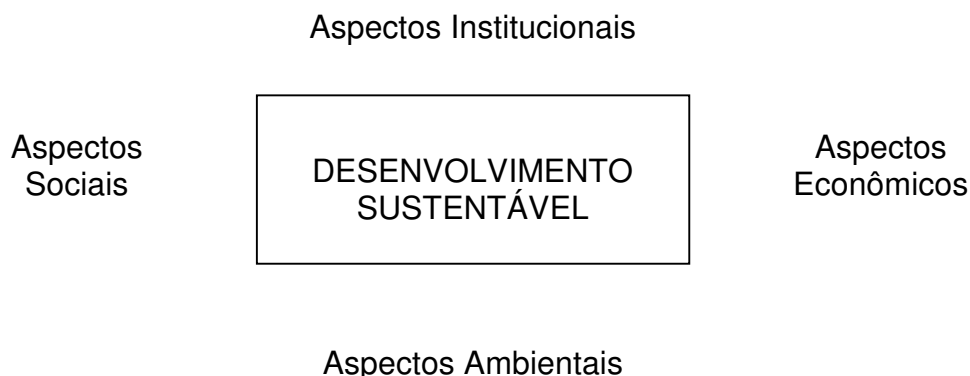 Aspectos Institucionais
Aspectos
Sociais
DESENVOLVIMENTO
SUSTENTÁVEL
Aspectos
Econômicos
Aspectos Ambientais